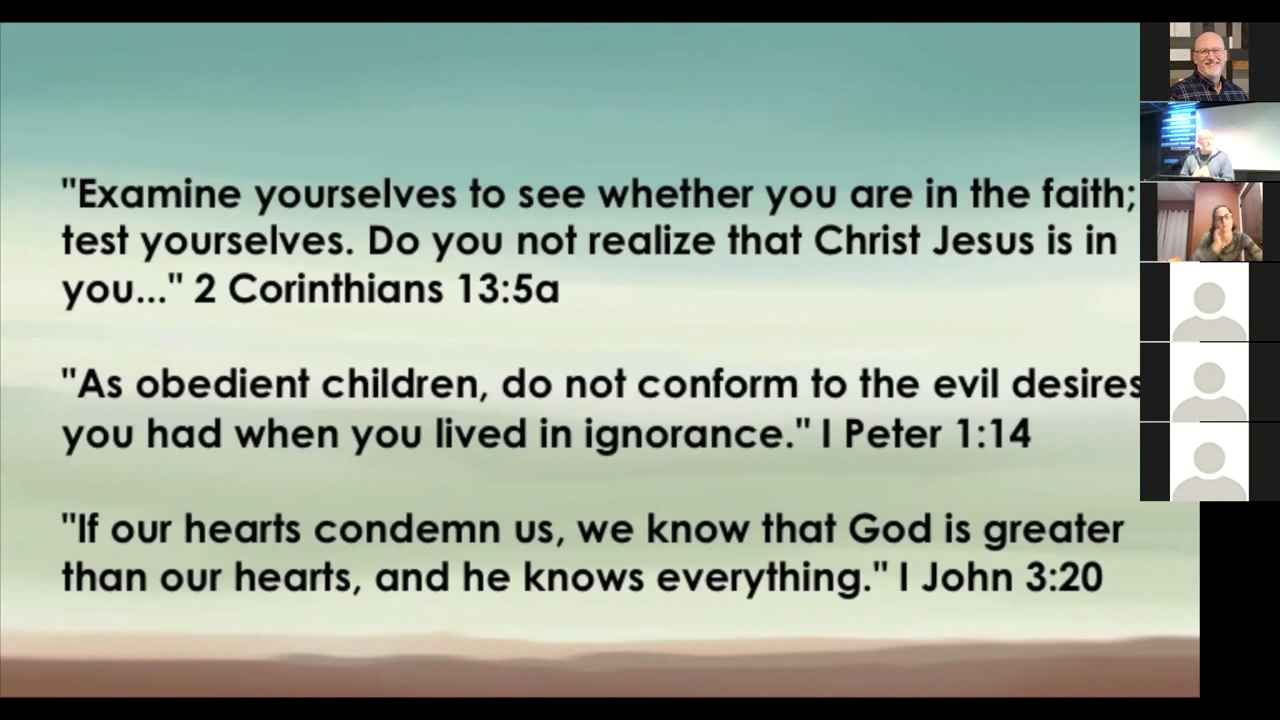 "Examine yourselves to see whether you are in the faith;
test yourselves. Do you not realize that Christ Jesus is in
you..." 2 Corinthians 13:5a
"As obedient children, do not conform to the evil desires
you had when you lived in ignorance." I Peter 1:14
"If our hearts condemn us, we know that God is greater
than our hearts, and he knows everything." I John 3:20